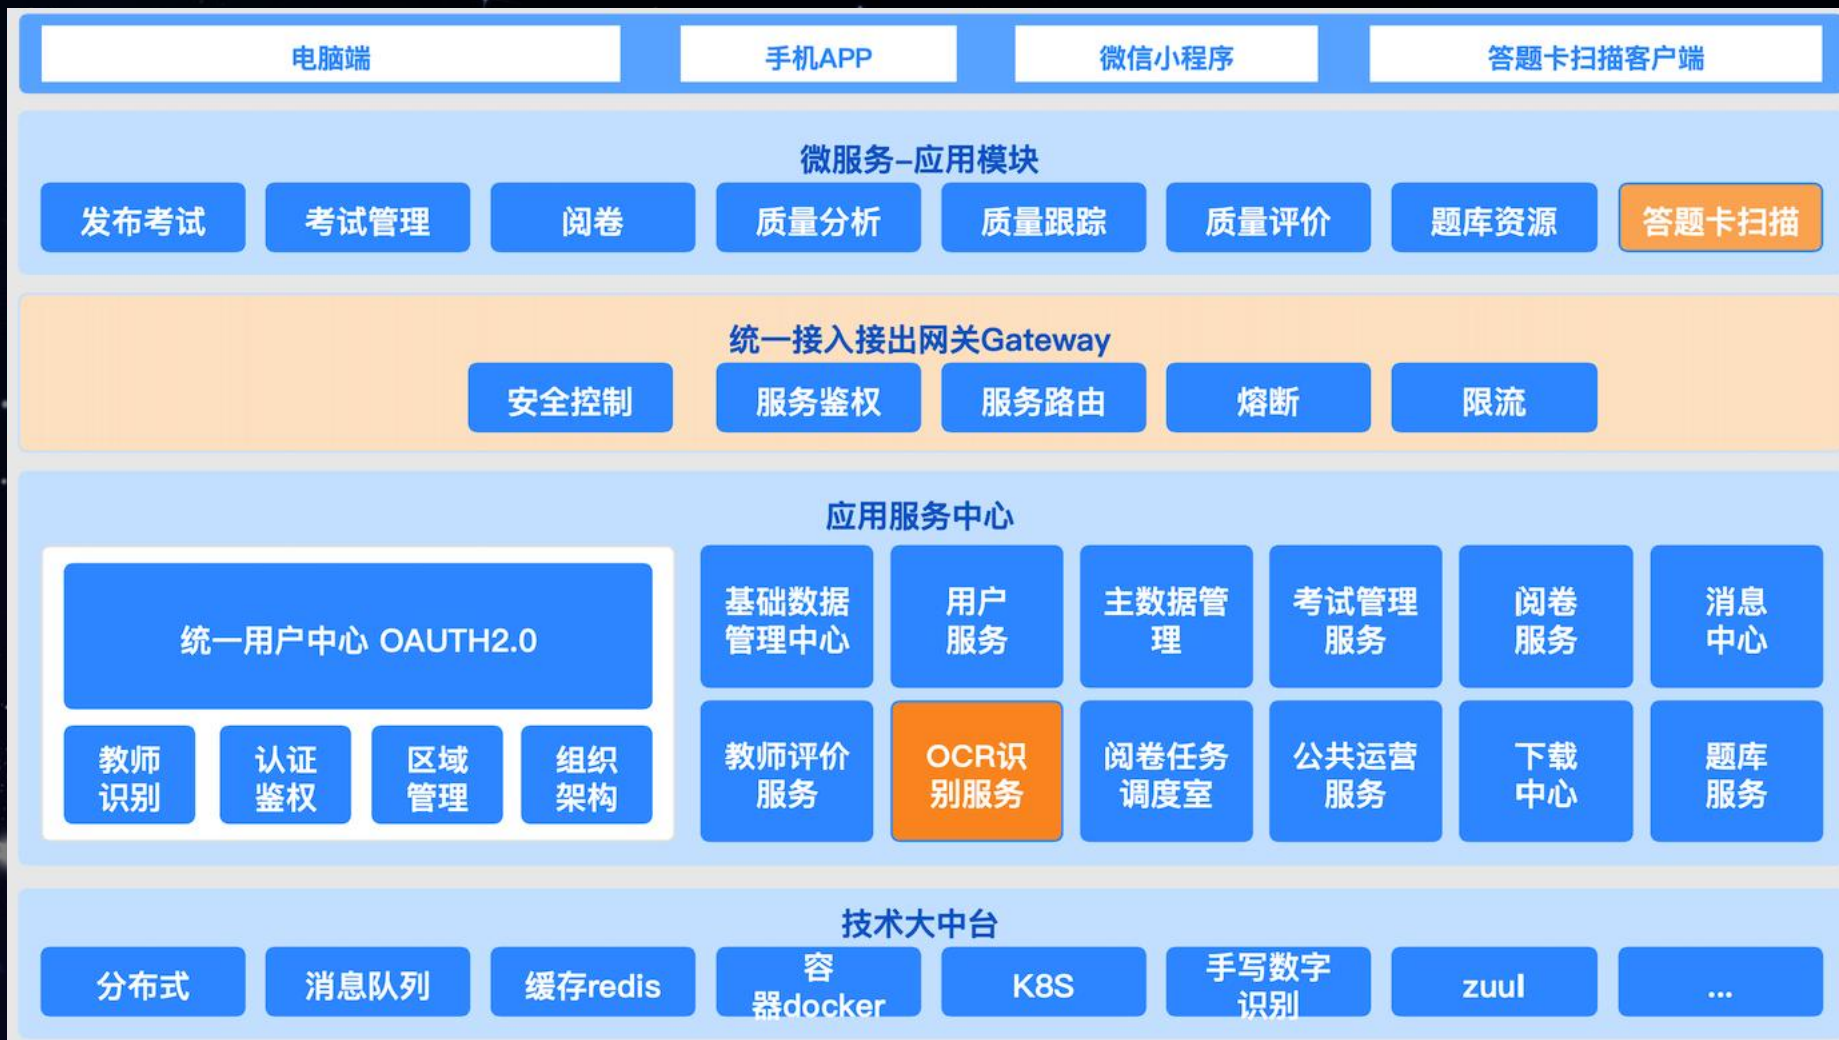 电脑端
手机APP
微信小程序
答题卡扫描客户端
微服务-应用模块
发布考试
考试管理
阅卷
质量分析
质量跟踪
质量评价
题库资源
答题卡扫描
统一接入接出网关Gateway
安全控制
服务鉴权
服务路由
熔断
限流
应用服务中心
统一用户中心 OAUTH2.0
教师
识别
认证
鉴权
区域
管理
组织
架构
基础数据
管理中心
用户
服务
主数据管
理
考试管理
服务
阅卷
服务
消息
中心
教师评价
服务
OCR识
别服务
阅卷任务
调度室
公共运营
服务
下载
中心
题库
服务
技术大中台
分布式
消息队列
缓存redis
容
器docker
K8S
手写数字
识别
zuul
...